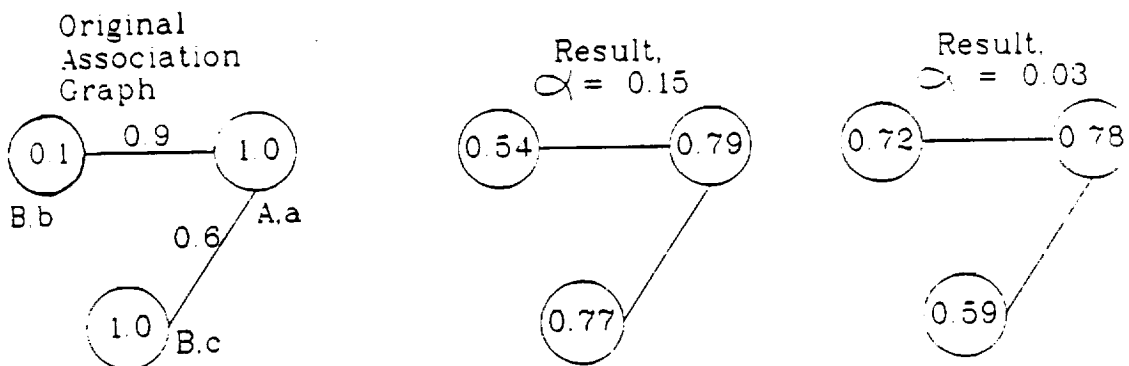 Original
Association
Graph
0.1
0.9
1.0
B,b
A,a
0.6
1.0
B,c
Result,
α = 0.15
0.54
0.79
0.77
Result,
α = 0.03
0.72
0.78
0.59